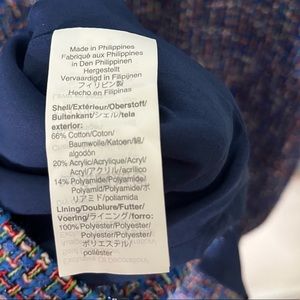 Made in Philippines
Fabriqué en Philippines
in Den Philippinen
Hergestellt
Vervaardigd in Filipijnen
フィリピン製
Hecho en Filipinas
Shell/Extérieur/Oberstoff/
Buitenkant/シェル/tela
exterior:
66% Cotton/Coton/
Baumwolle/Katoen/綿/
algodón
20% Acrylic/Acrylique/Acryl/
Acryl/アクリル/acrílico
14% Polyamide/Polyamide/
Polyamid/Polyamide/ポ
リアミド/poliamida
Lining/Doublure/Futter/
Voering/ライニング/forro:
100% Polyester/Polyester/
Polyester/Polyester/
ポリエステル/
poliéster